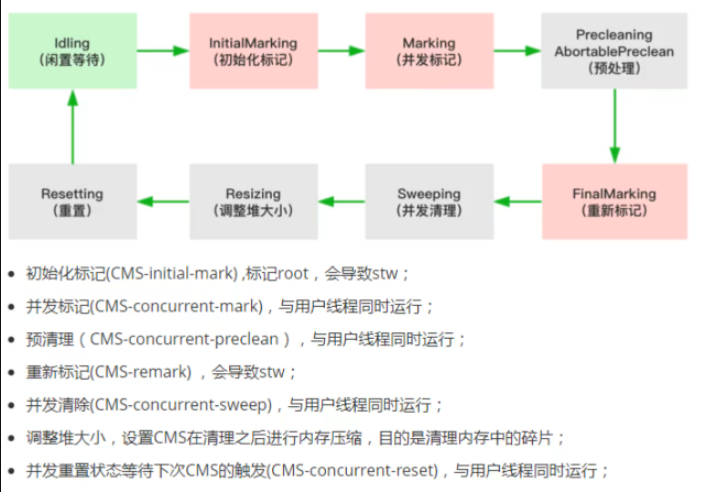 Idling
(闲置等待)
InitialMarking
(初始化标记)
Marking
(并发标记)
Precleaning
AbortablePreclean
(预处理)
Resetting
(重置)
Resizing
(调整堆大小)
Sweeping
(并发清理)
FinalMarking
(重新标记)
初始化标记(CMS-initial-mark) ,标记root，会导致stw；
并发标记(CMS-concurrent-mark)，与用户线程同时运行；
预清理（CMS-concurrent-preclean），与用户线程同时运行；
重新标记(CMS-remark) ，会导致stw；
并发清除(CMS-concurrent-sweep)，与用户线程同时运行；
调整堆大小，设置CMS在清理之后进行内存压缩，目的是清理内存中的碎片；
并发重置状态等待下次CMS的触发(CMS-concurrent-reset)，与用户线程同时运行；